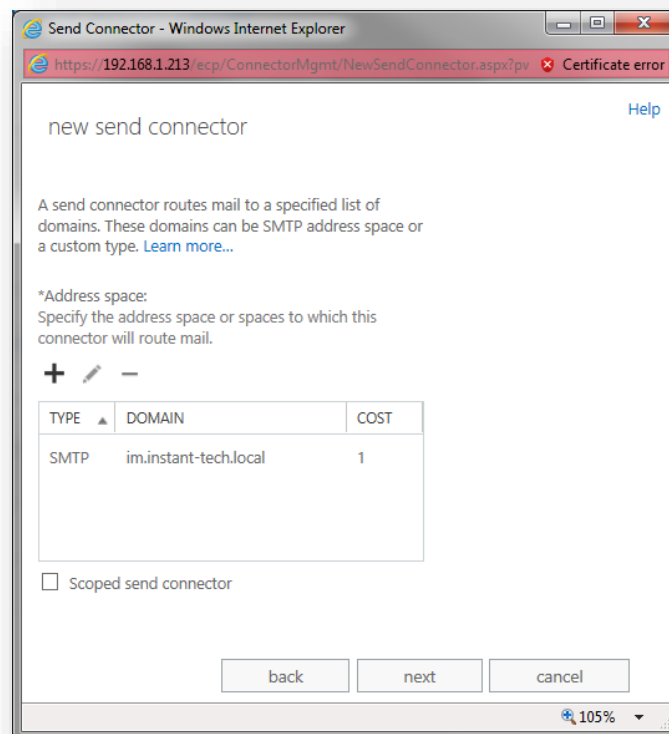 Send Connector - Windows Internet Explorer
https://192.168.1.213/ecp/ConnectorMgmt/NewSendConnector.aspx?pv Certificate error
Help
new send connector
A send connector routes mail to a specified list of
domains. These domains can be SMTP address space or
a custom type. Learn more...
*Address space:
Specify the address space or spaces to which this
connector will route mail.
TYPE DOMAIN COST
SMTP im.instant-tech.local 1
Scoped send connector
back next cancel
105%